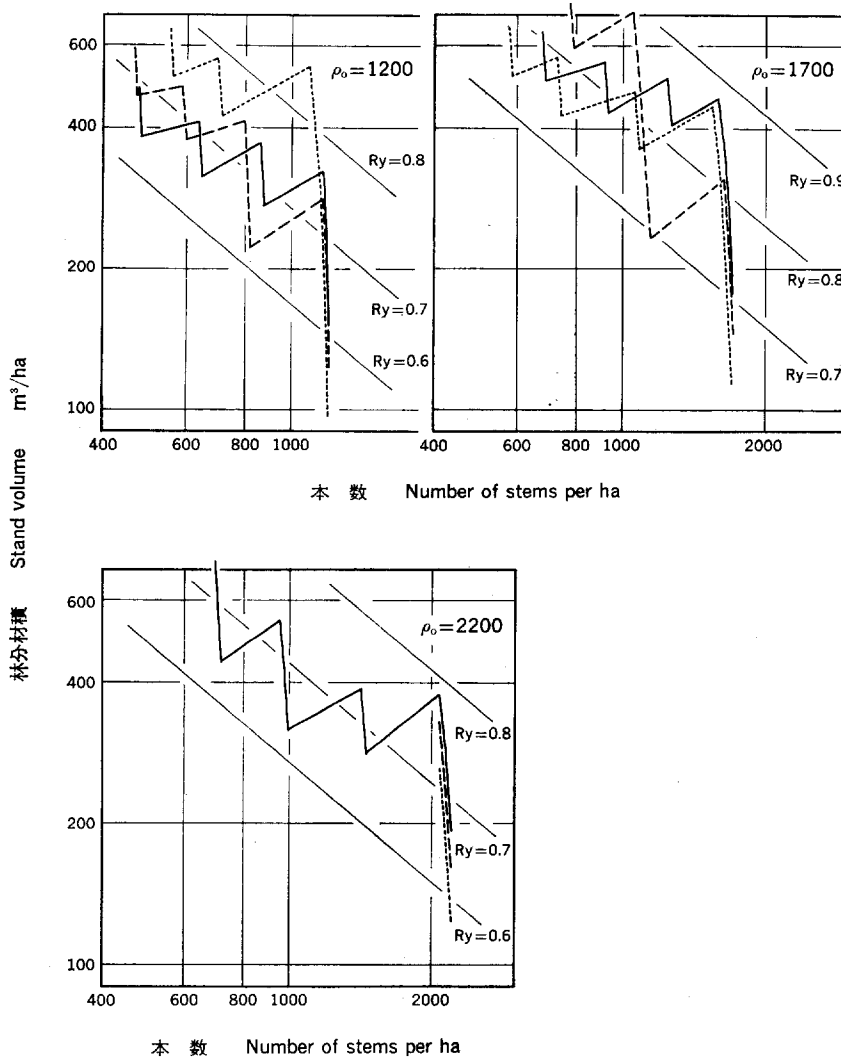 600
400
200
100
400
600
800
1000
ρ₀=1200
Ry=0.8
Ry=0.7
Ry=0.6
400
600
800
1000
2000
ρ₀=1700
Ry=0.9
Ry=0.8
Ry=0.7
本 数 Number of stems per ha
林分材積 Stand volume m³/ha
600
400
200
100
400
600
800
1000
2000
ρ₀=2200
Ry=0.8
Ry=0.7
Ry=0.6
本 数 Number of stems per ha